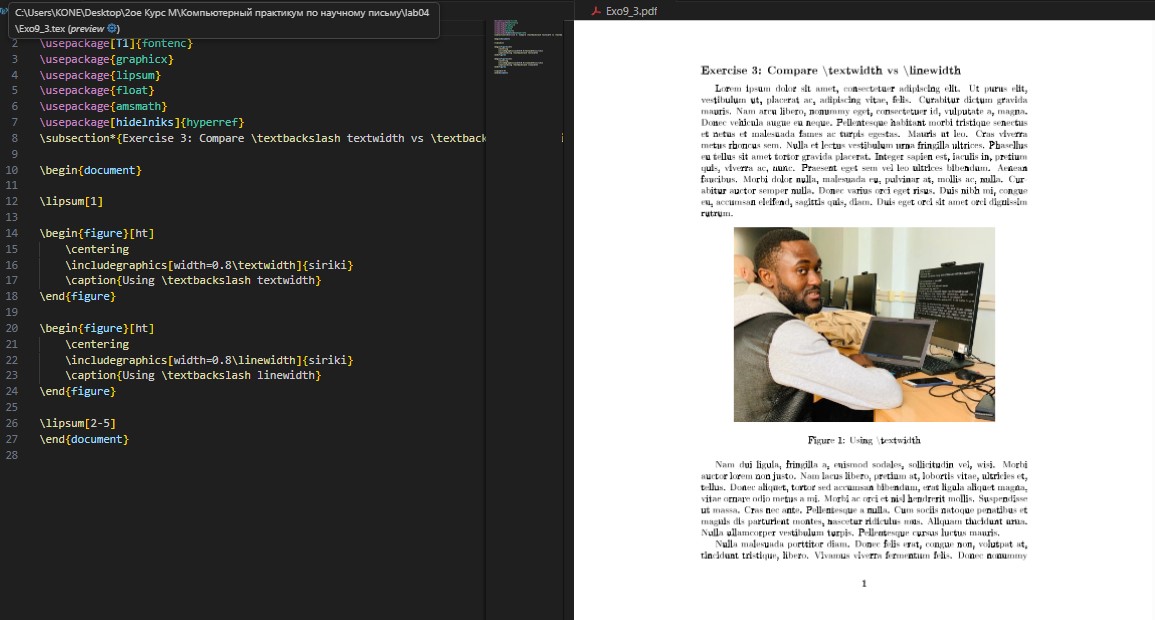 C:\Users\KONE\Desktop\2ое Курс М\Компьютерный практикум по научному письму\lab04
\Exo9_3.tex (preview)
Exo9_3.pdf
2 \usepackage[T1]{fontenc}
3 \usepackage{graphicx}
4 \usepackage{lipsum}
5 \usepackage{float}
6 \usepackage{amsmath}
7 \usepackage[hidelniks]{hyperref}
8 \subsection*{Exercise 3: Compare \textbackslash textwidth vs \textback
9
10 \begin{document}
11
12 \lipsum[1]
13
14 \begin{figure}[ht]
15 \centering
16 \includegraphics[width=0.8\textwidth]{siriki}
17 \caption{Using \textbackslash textwidth}
18 \end{figure}
19
20 \begin{figure}[ht]
21 \centering
22 \includegraphics[width=0.8\linewidth]{siriki}
23 \caption{Using \textbackslash linewidth}
24 \end{figure}
25
26 \lipsum[2-5]
27 \end{document}
28
Exercise 3: Compare \textwidth vs \linewidth
Lorem ipsum dolor sit amet, consectetuer adipiscing elit. Ut purus elit,
vestibulum ut, placerat ac, adipiscing vitae, felis. Curabitur dictum gravida
mauris. Nam arcu libero, nonummy eget, consectetuer id, vulputate a, magna.
Donec vehicula augue eu neque. Pellentesque habitant morbi tristique senectus
et netus et malesuada fames ac turpis egestas. Mauris ut leo. Cras viverra
metus rhoncus sem. Nulla et lectus vestibulum urna fringilla ultrices. Phasellus
eu tellus sit amet tortor gravida placerat. Integer sapien est, iaculis in, pretium
quis, viverra ac, nunc. Praesent eget sem vel leo ultrices bibendum. Aenean
faucibus. Morbi dolor nulla, malesuada eu, pulvinar at, mollis ac, nulla. Cur-
abitur auctor semper nulla. Donec varius orci eget risus. Duis nibh mi, congue
eu, accumsan eleifend, sagittis quis, diam. Duis eget orci sit amet orci dignissim
rutrum.
Figure 1: Using \textwidth
Nam dui ligula, fringilla a, euismod sodales, sollicitudin vel, wisi. Morbi
auctor lorem non justo. Nam lacus libero, pretium at, lobortis vitae, ultricies et,
tellus. Donec aliquet, tortor sed accumsan bibendum, erat ligula aliquet magna,
vitae ornare odio metus a mi. Morbi ac orci et nisl hendrerit mollis. Suspendisse
ut massa. Cras nec ante. Pellentesque a nulla. Cum sociis natoque penatibus et
magnis dis parturient montes, nascetur ridiculus mus. Aliquam tincidunt urna.
Nulla ullamcorper vestibulum turpis. Pellentesque cursus luctus mauris.
Nulla malesuada porttitor diam. Donec felis erat, congue non, volutpat at,
tincidunt tristique, libero. Vivamus viverra fermentum felis. Donec nonummy
1